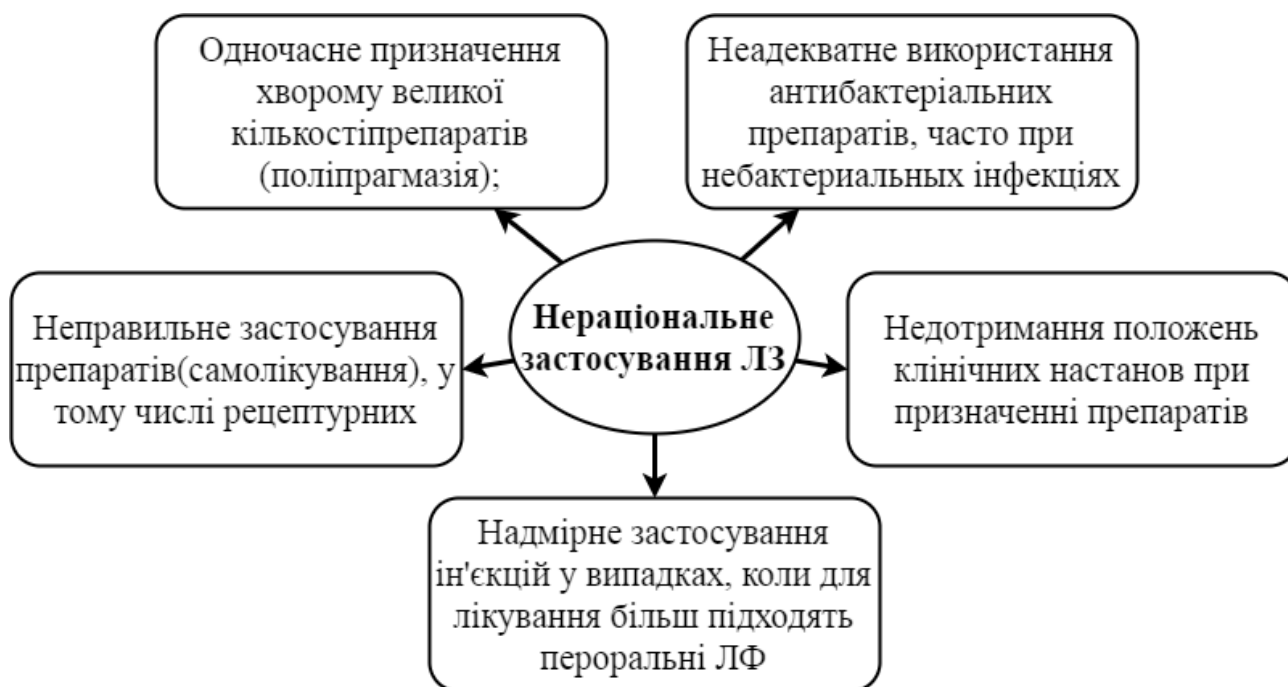 Одночасне призначення
хворому великої
кількостіпрепаратів
(поліпрагмазія);
Неадекватне використання
антибактеріальних
препаратів, часто при
небактериальных інфекціях
Нераціональне
застосування ЛЗ
Неправильне застосування
препаратів(самолікування), у
тому числі рецептурних
Недотримання положень
клінічних настанов при
призначенні препаратів
Надмірне застосування
ін'єкцій у випадках, коли для
лікування більш підходять
пероральні ЛФ